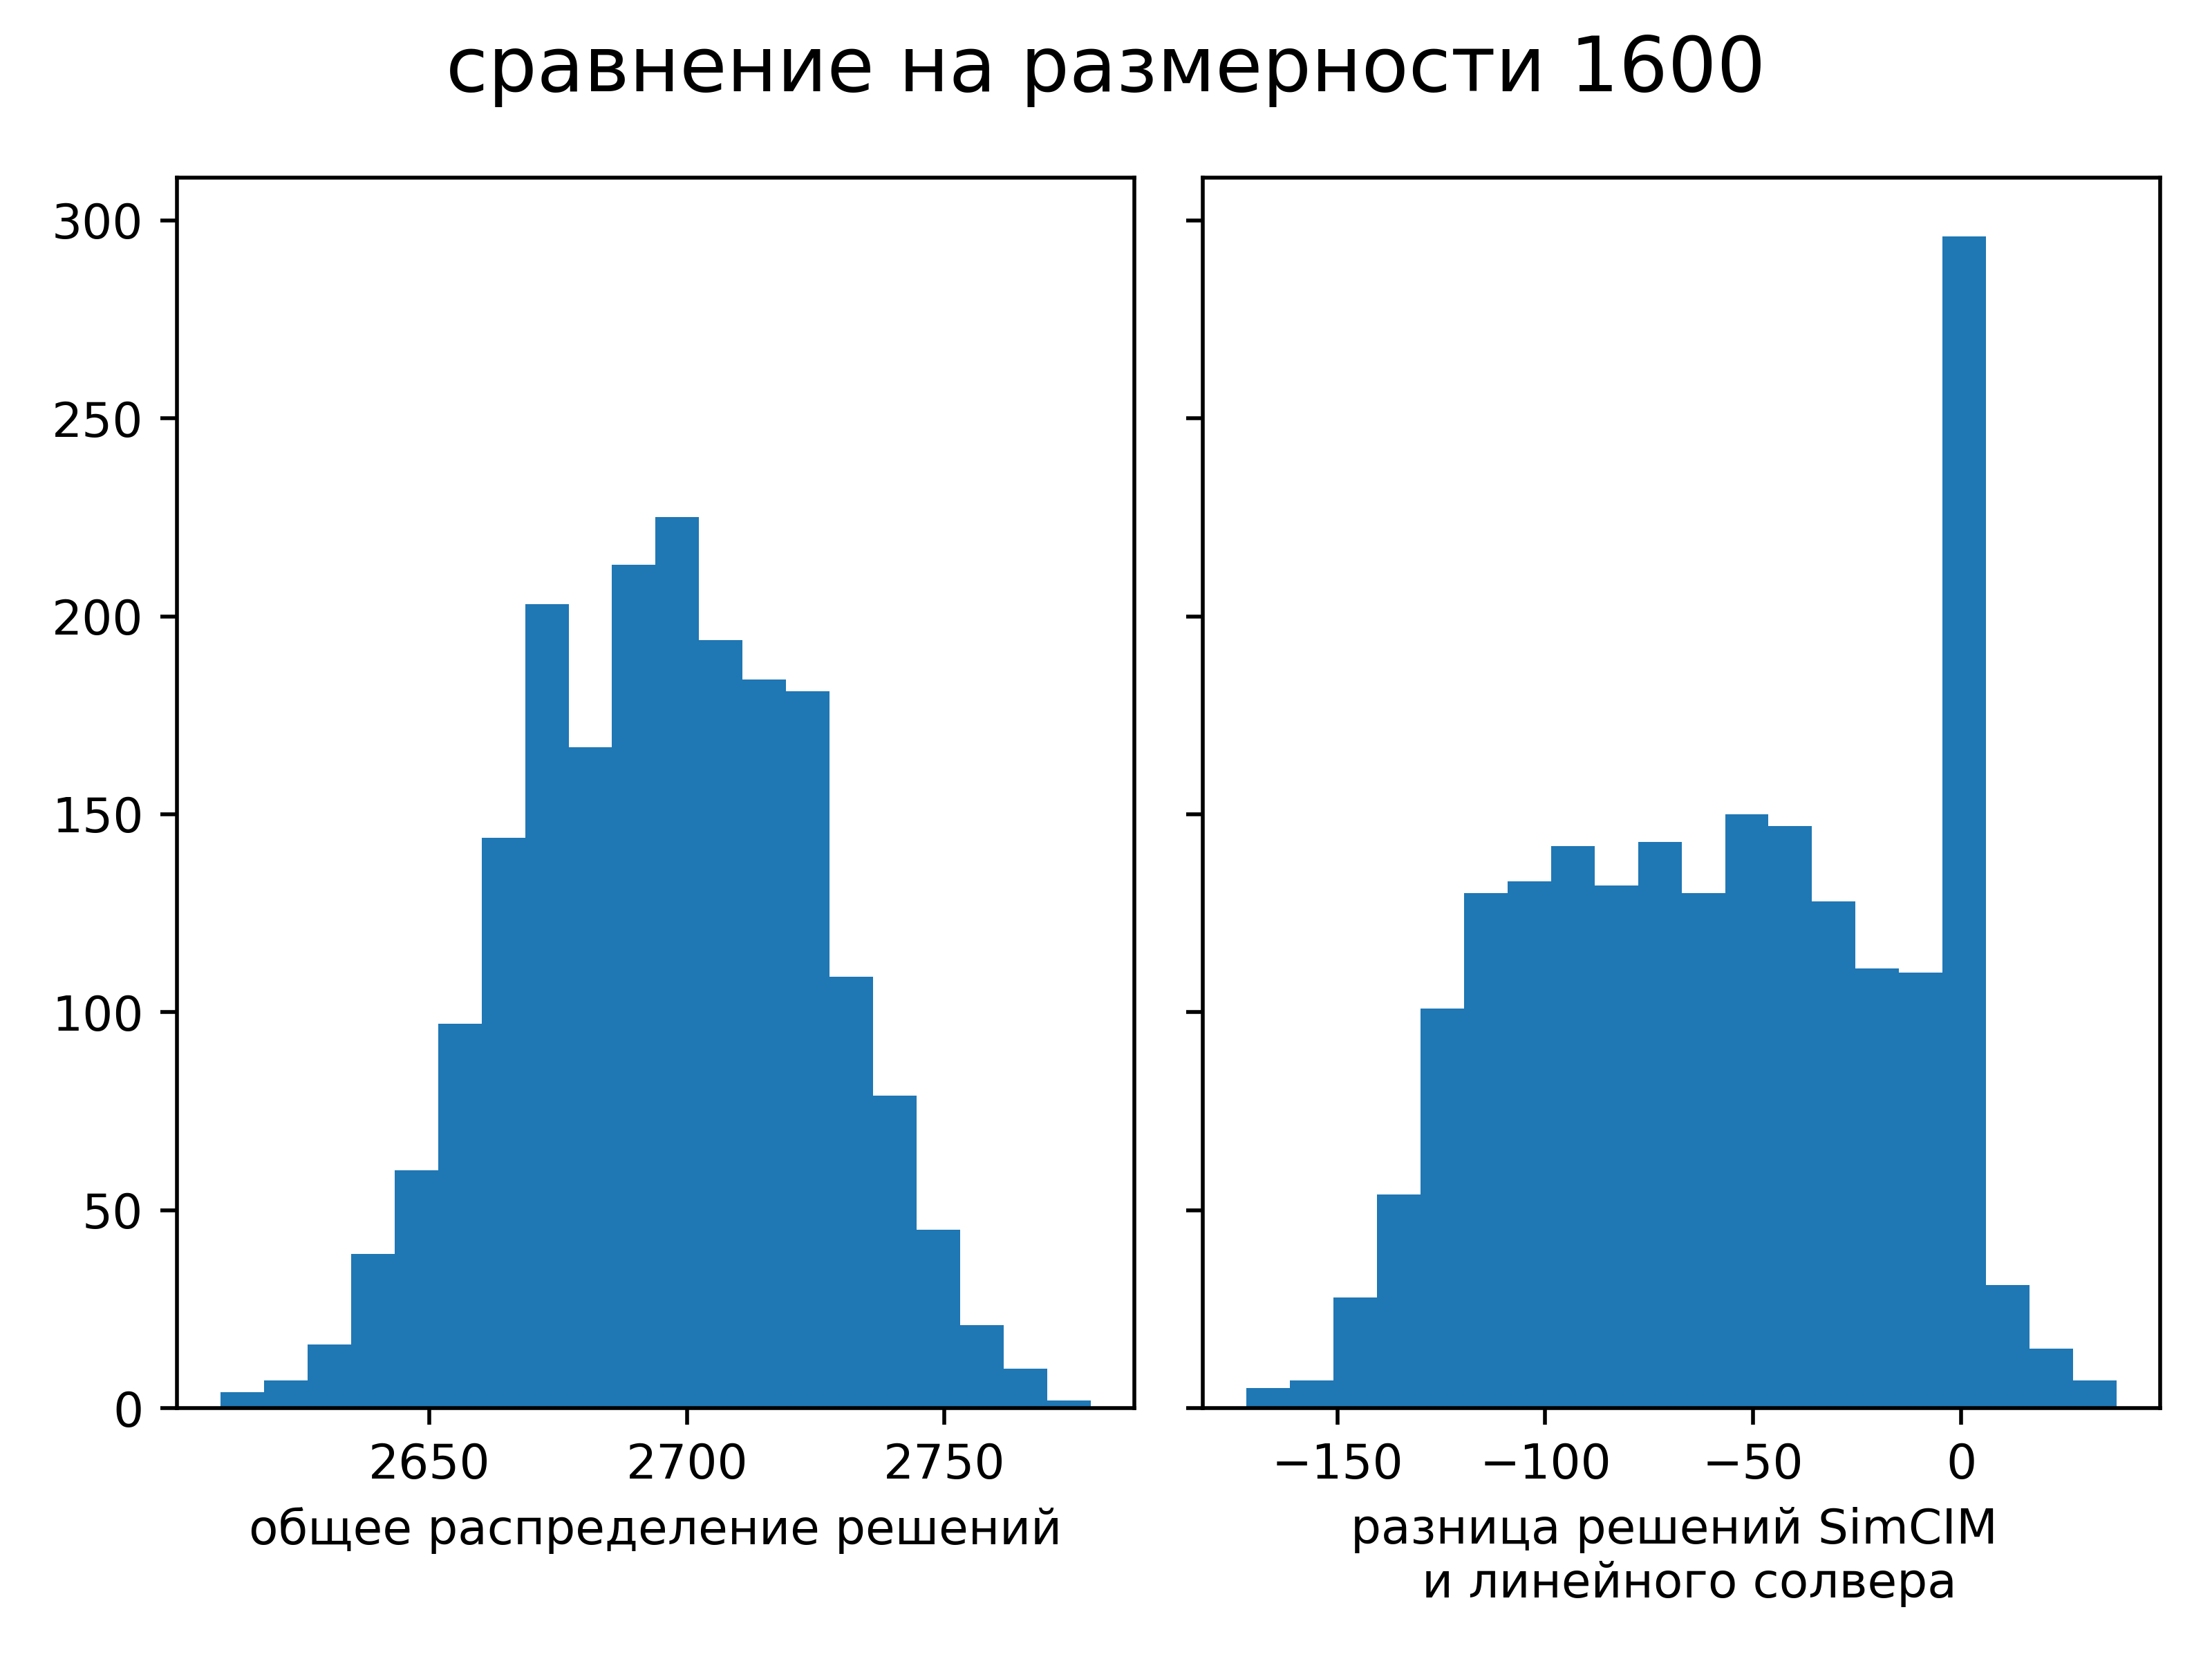 сравнение на размерности 1600
300
250
200
150
100
50
0
2650 2700 2750
общее распределение решений
−150 −100 −50 0
разница решений SimCIM
и линейного солвера